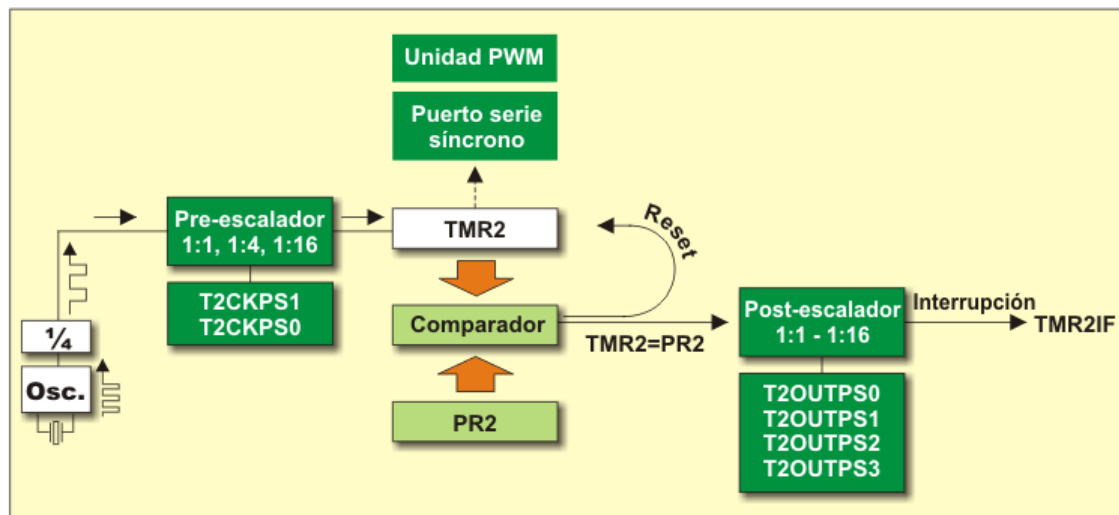 Unidad PWM
Puerto serie
síncrono
Pre-escalador
1:1, 1:4, 1:16
TMR2
Reset
T2CKPS1
T2CKPS0
Comparador
TMR2=PR2
Post-escalador
1:1 - 1:16
Interrupción
TMR2IF
¼
Osc.
PR2
T2OUTPS0
T2OUTPS1
T2OUTPS2
T2OUTPS3